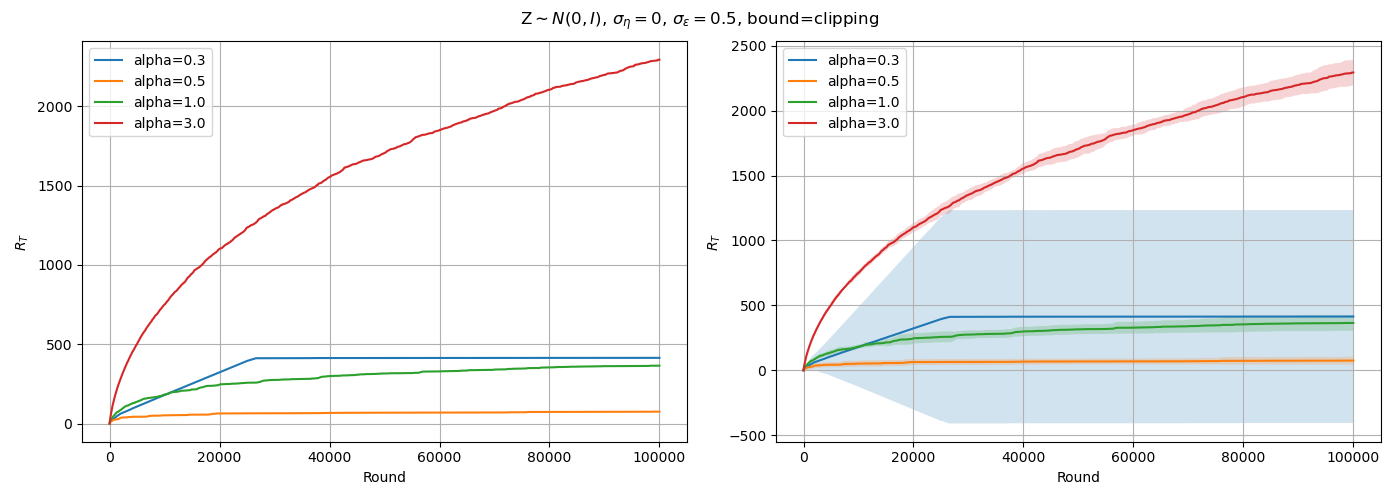 Z ~ N(0, I), σ_η = 0, σ_ε = 0.5, bound=clipping
alpha=0.3
alpha=0.5
alpha=1.0
alpha=3.0
2000
1500
1000
500
0
R_T
0
20000
40000
60000
80000
100000
Round
alpha=0.3
alpha=0.5
alpha=1.0
alpha=3.0
2500
2000
1500
1000
500
0
−500
R_T
0
20000
40000
60000
80000
100000
Round